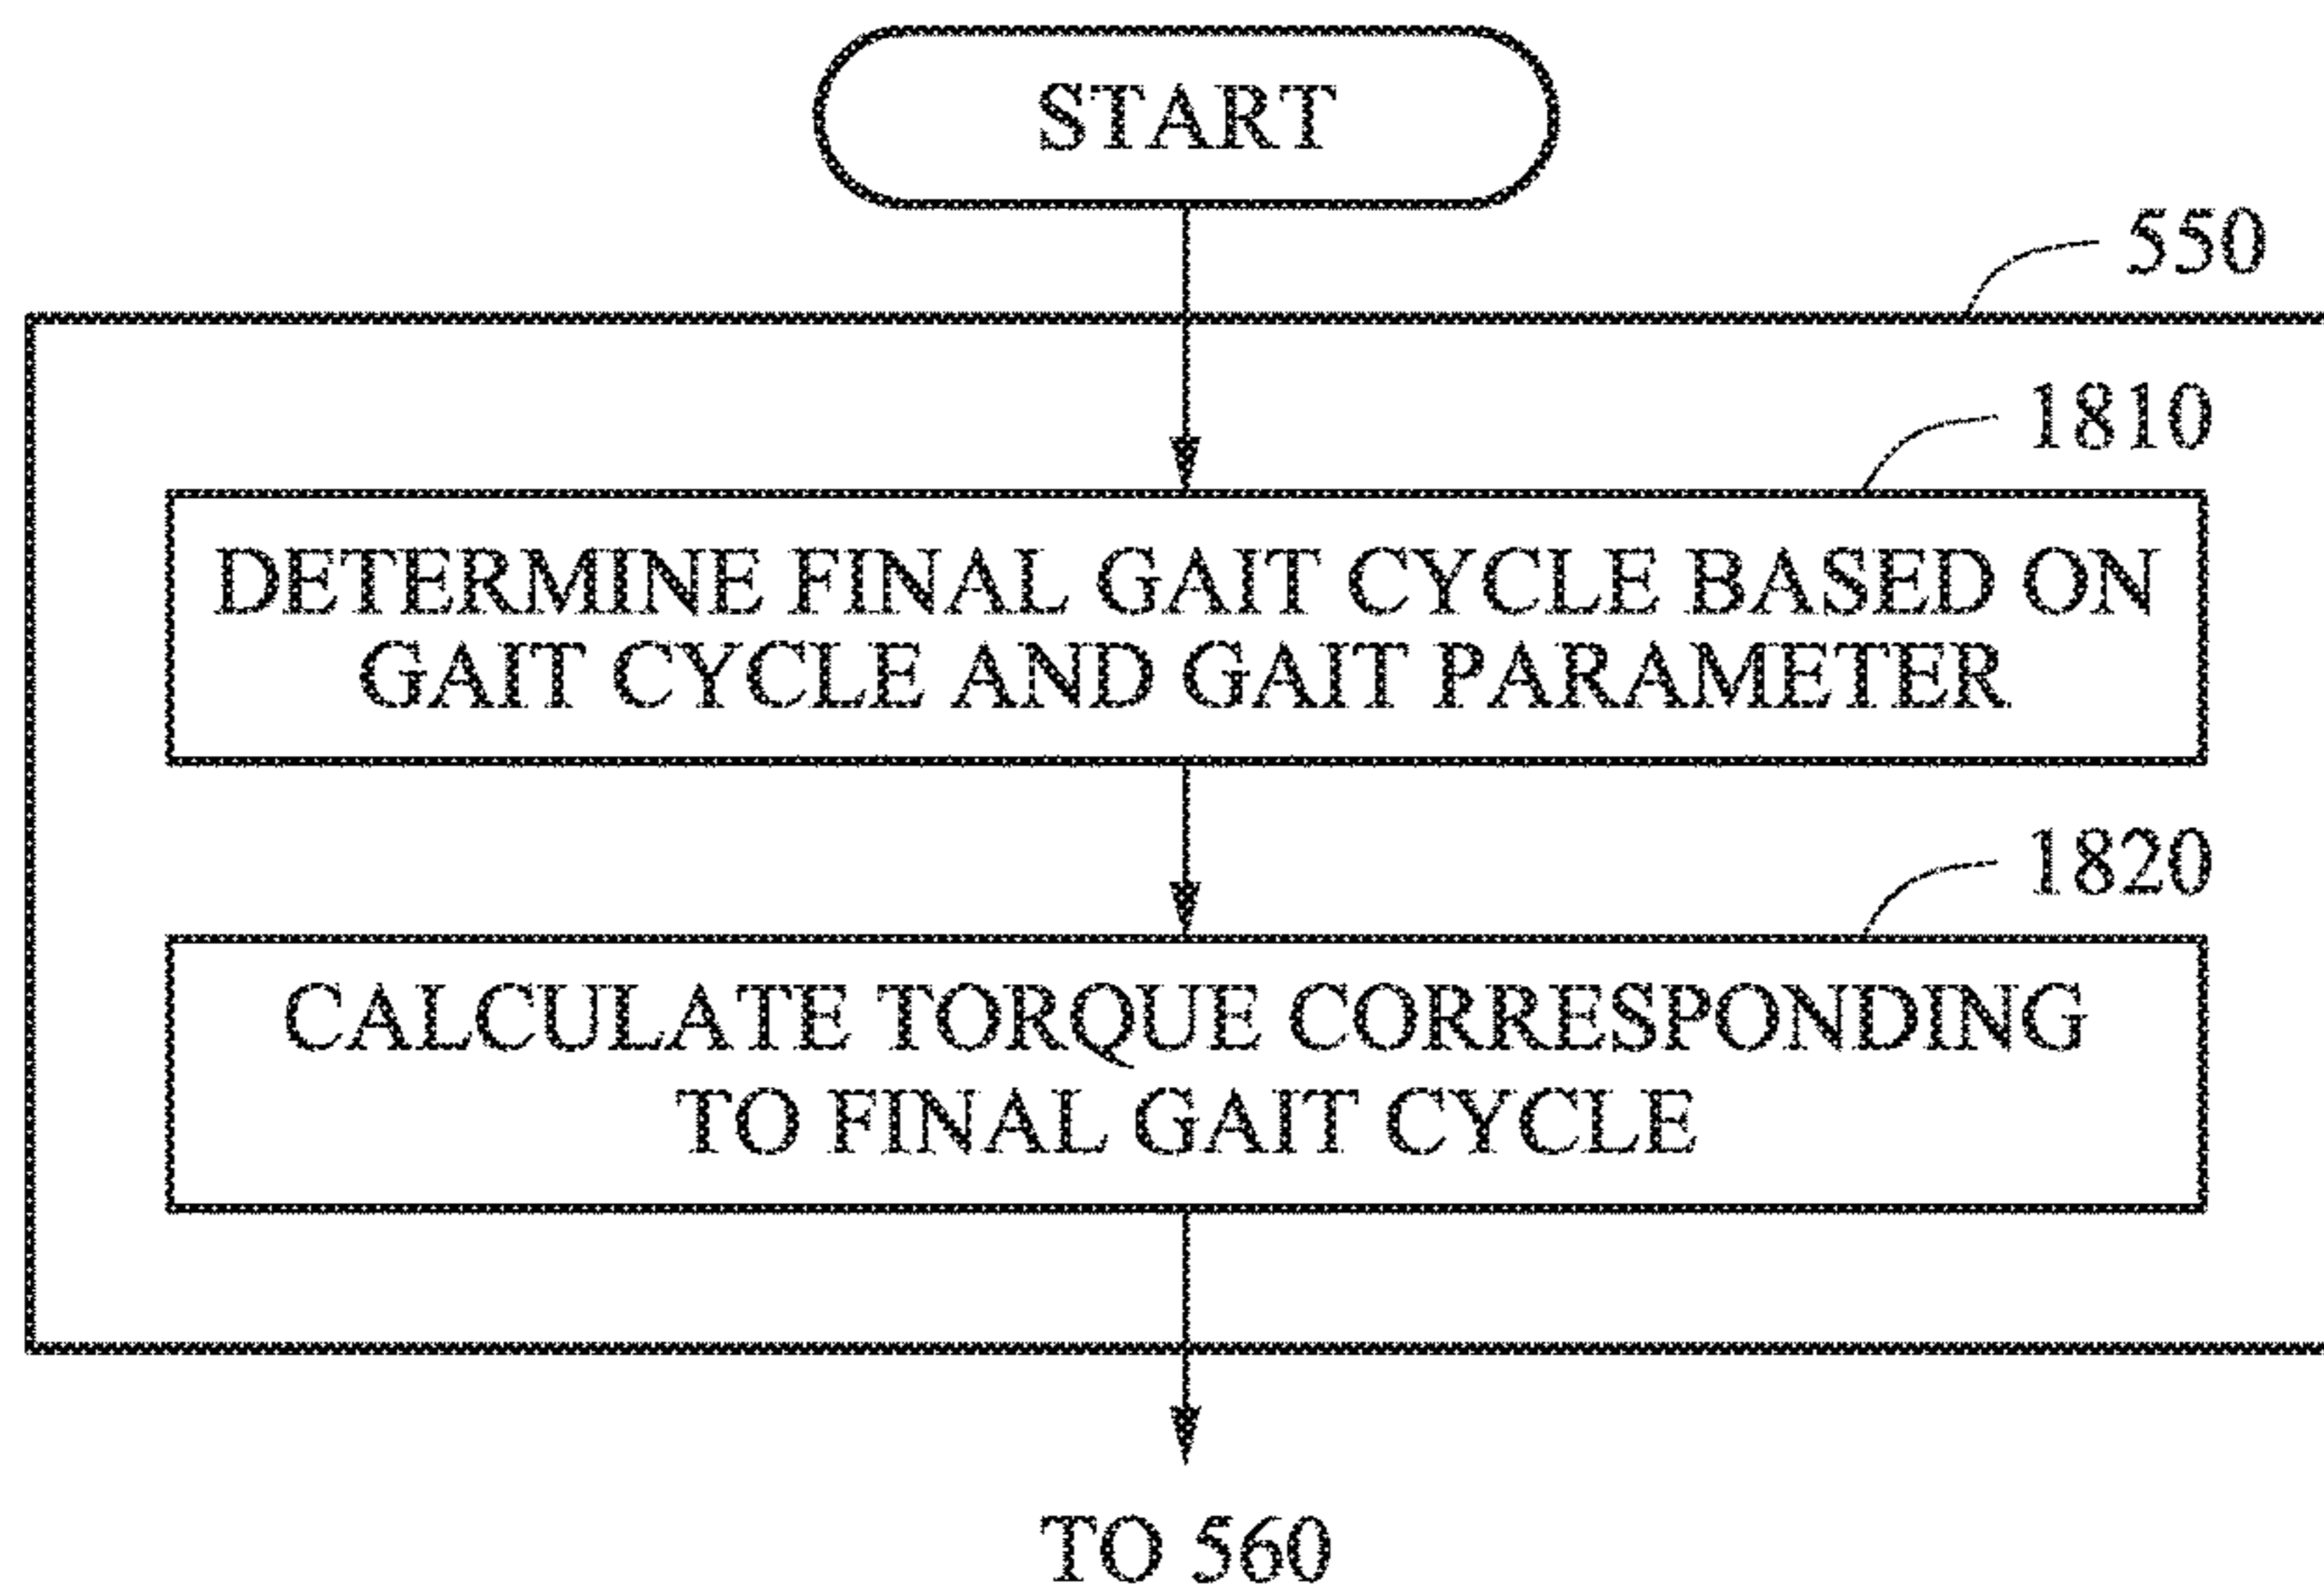 START
550
1810
DETERMINE FINAL GAIT CYCLE BASED ON
GAIT CYCLE AND GAIT PARAMETER
1820
CALCULATE TORQUE CORRESPONDING
TO FINAL GAIT CYCLE
TO 560